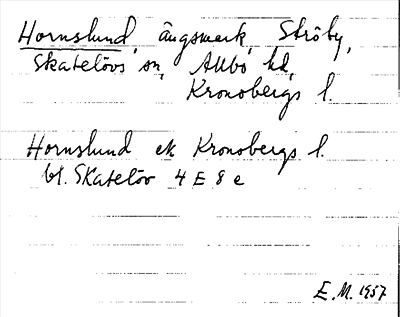 Hornslund, ängsmark, Ströby,
Skatelövs sn, Allbo hd,
Kronobergs l.
Hornslund ek Kronobergs l.
bl. Skatelöv 4 E 8 e
E. M. 1957